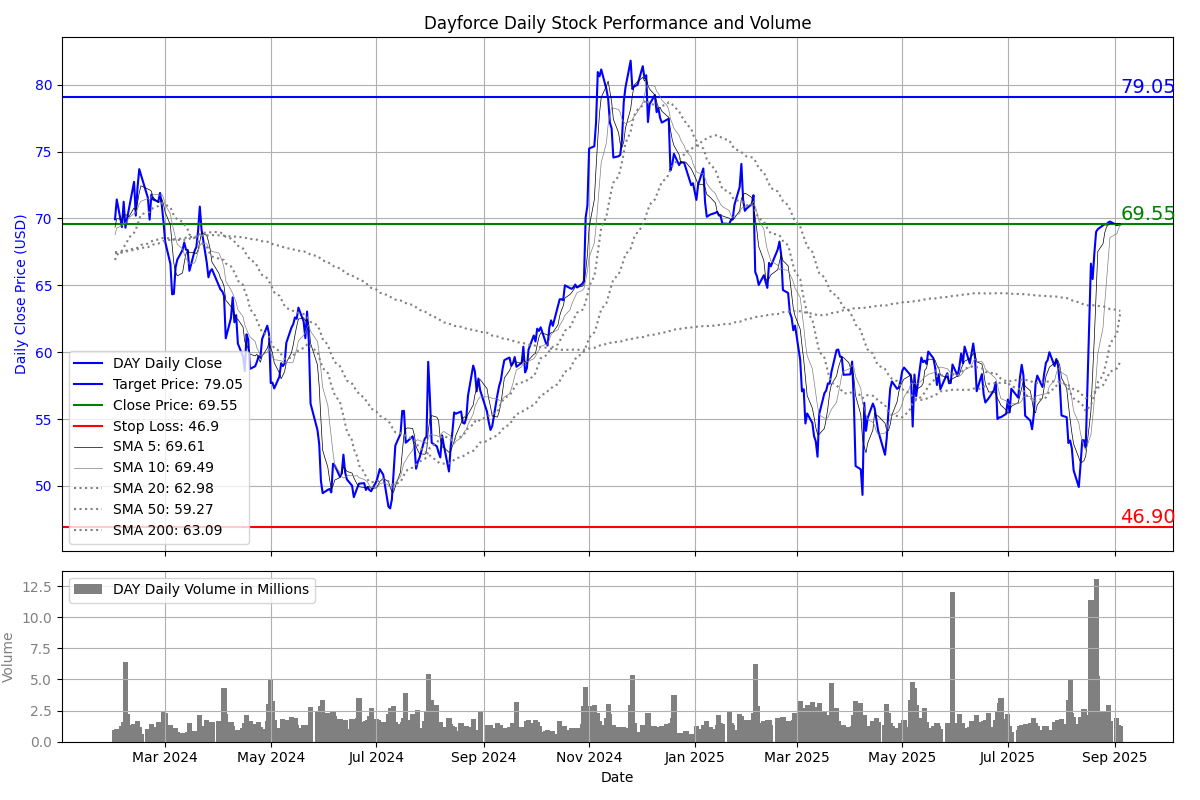 Dayforce Daily Stock Performance and Volume
Daily Close Price (USD)
80
75
70
65
60
55
50
79.05
69.55
46.90
DAY Daily Close
Target Price: 79.05
Close Price: 69.55
Stop Loss: 46.9
SMA 5: 69.61
SMA 10: 69.49
SMA 20: 62.98
SMA 50: 59.27
SMA 200: 63.09
Volume
12.5
10.0
7.5
5.0
2.5
0.0
DAY Daily Volume in Millions
Mar 2024 May 2024 Jul 2024 Sep 2024 Nov 2024 Jan 2025 Mar 2025 May 2025 Jul 2025 Sep 2025
Date